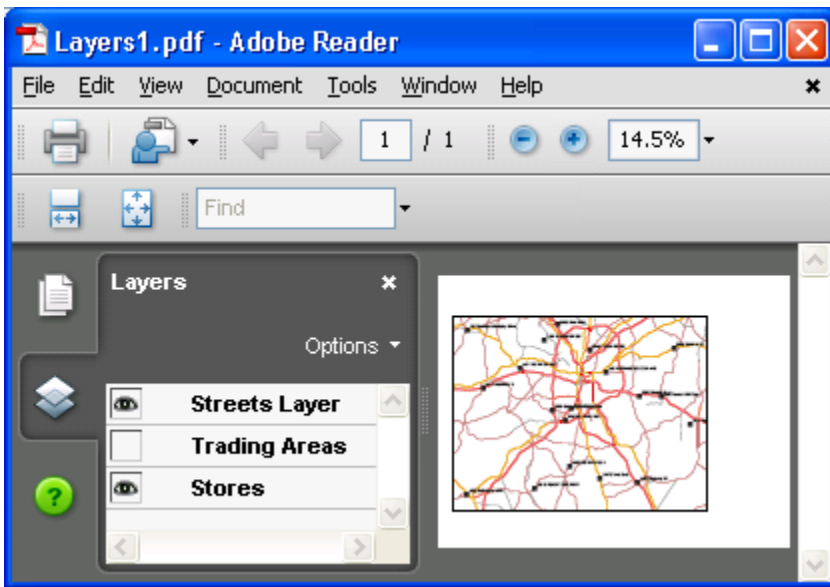 Layers1.pdf - Adobe Reader
File Edit View Document Tools Window Help
1 / 1 14.5%
Find
Layers
Options
Streets Layer
Trading Areas
Stores
?